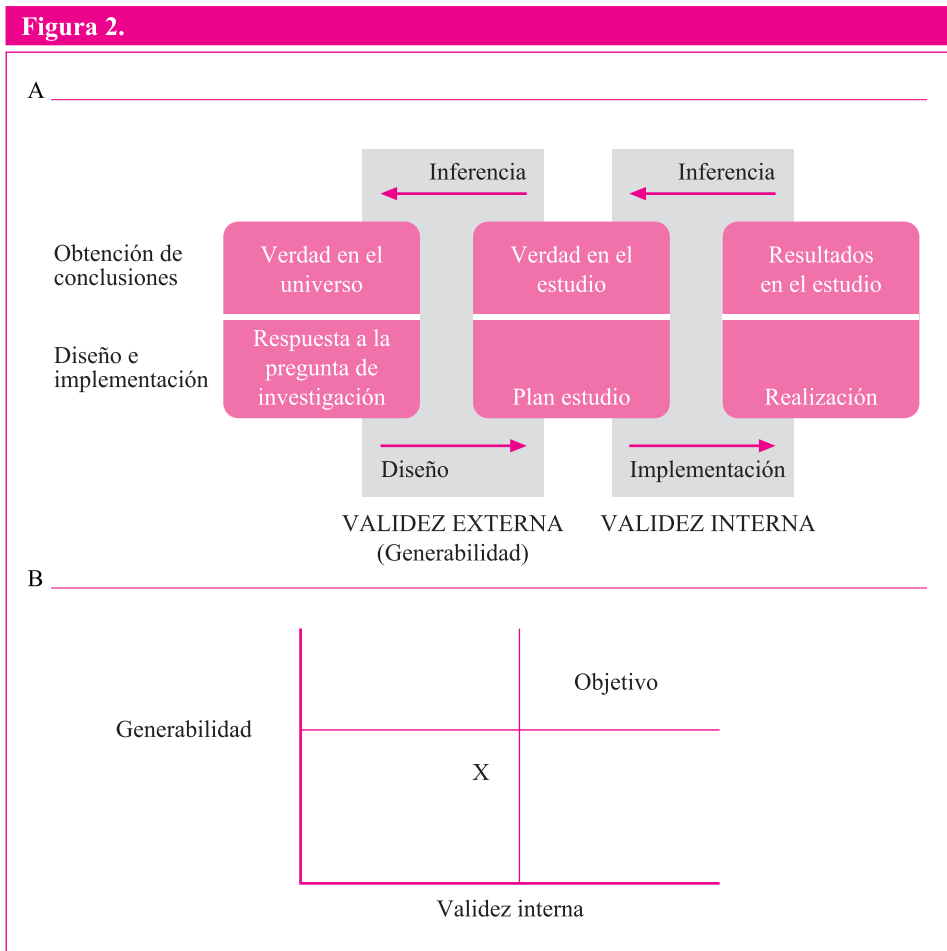 Figura 2.
A
Inferencia
Inferencia
Obtención de
conclusiones
Verdad en el
universo
Verdad en el
estudio
Resultados
en el estudio
Diseño e
implementación
Respuesta a la
pregunta de
investigación
Plan estudio
Realización
Diseño
Implementación
VALIDEZ EXTERNA
(Generabilidad)
VALIDEZ INTERNA
B
Objetivo
Generabilidad
X
Validez interna